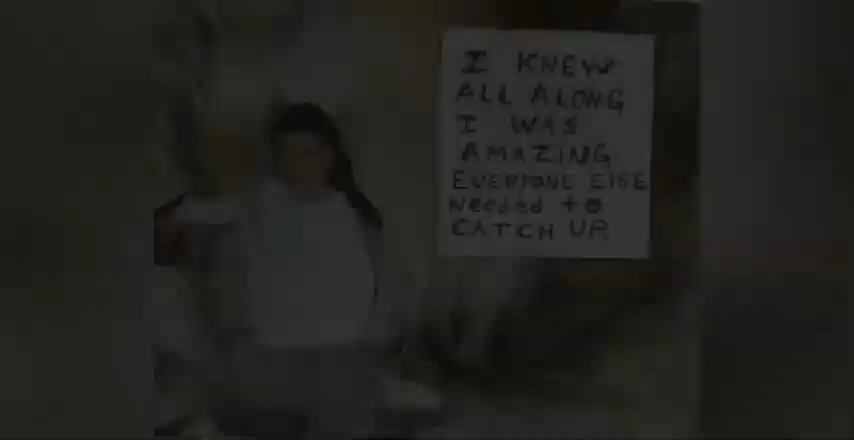 I KNEW
ALL ALONG
I WAS
AMAZING
EVERYONE ElSE
Needed to
CATCH UP